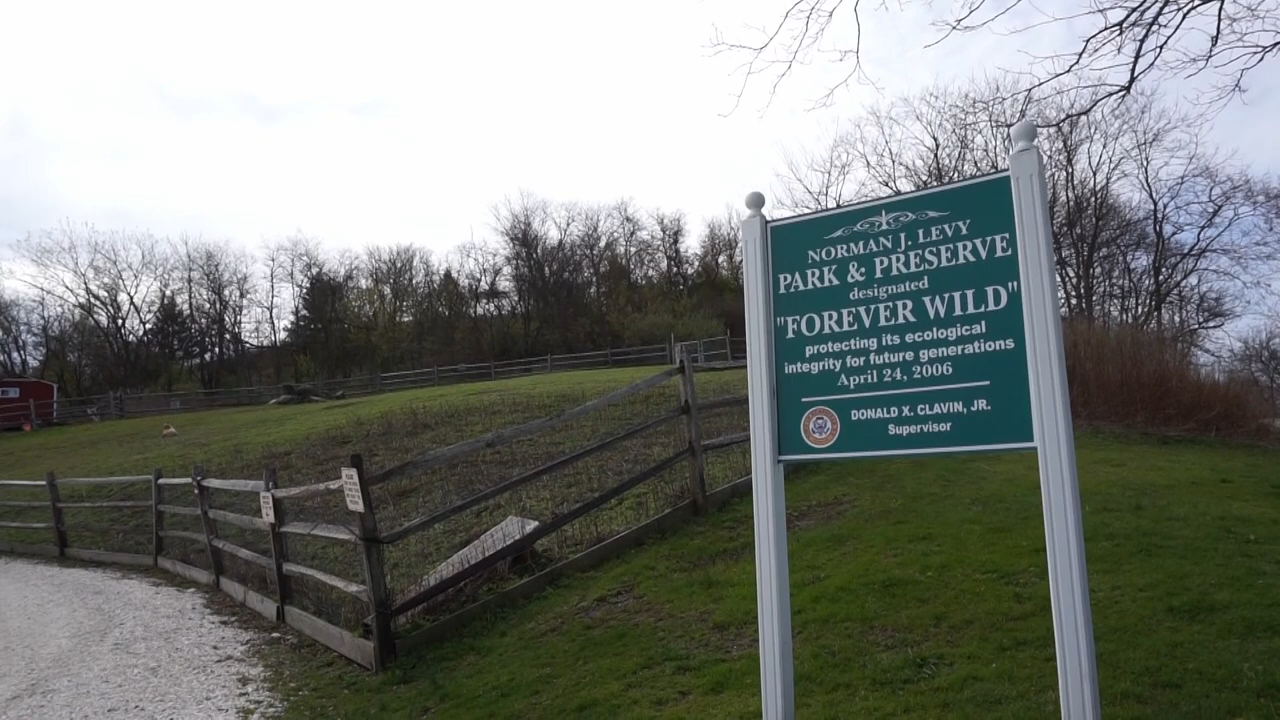 NORMAN J. LEVY
PARK & PRESERVE
designated
"FOREVER WILD"
protecting its ecological
integrity for future generations
April 24, 2006
DONALD X. CLAVIN, JR.
Supervisor